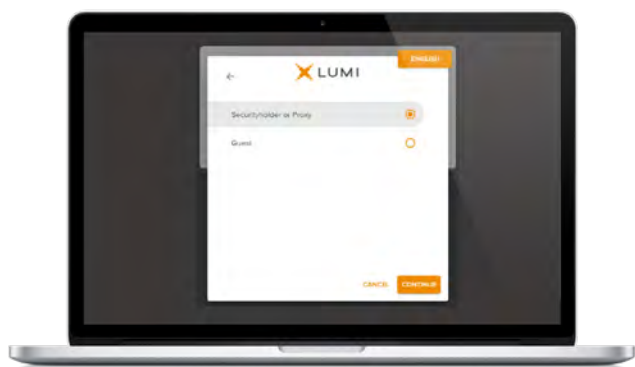 ENGLISH
LUMI
Securityholder or Proxy
Guest
CANCEL CONTINUE